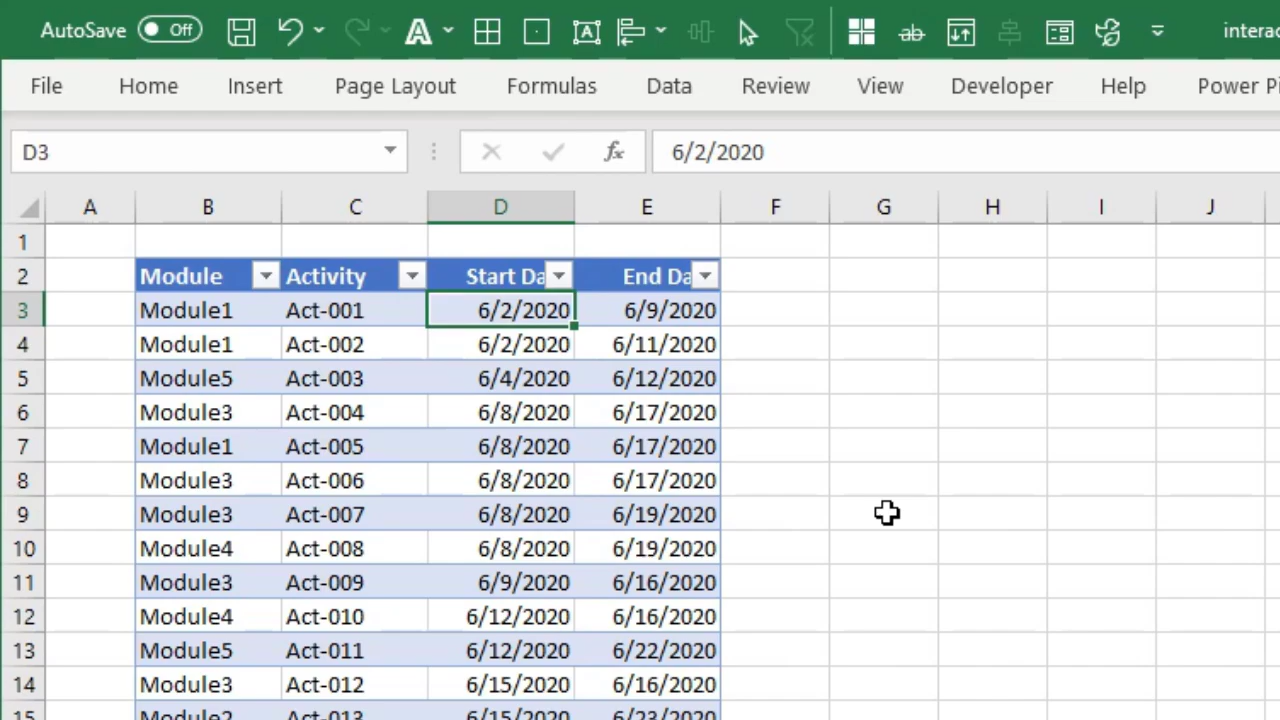 AutoSave Off A A ab interac
File Home Insert Page Layout Formulas Data Review View Developer Help Power Pi
D3 fx 6/2/2020
A B C D E F G H I J
1
2 Module Activity Start Da End Da
3 Module1 Act-001 6/2/2020 6/9/2020
4 Module1 Act-002 6/2/2020 6/11/2020
5 Module5 Act-003 6/4/2020 6/12/2020
6 Module3 Act-004 6/8/2020 6/17/2020
7 Module1 Act-005 6/8/2020 6/17/2020
8 Module3 Act-006 6/8/2020 6/17/2020
9 Module3 Act-007 6/8/2020 6/19/2020
10 Module4 Act-008 6/8/2020 6/19/2020
11 Module3 Act-009 6/9/2020 6/16/2020
12 Module4 Act-010 6/12/2020 6/16/2020
13 Module5 Act-011 6/12/2020 6/22/2020
14 Module3 Act-012 6/15/2020 6/16/2020
15 Module2 Act-013 6/15/2020 6/23/2020